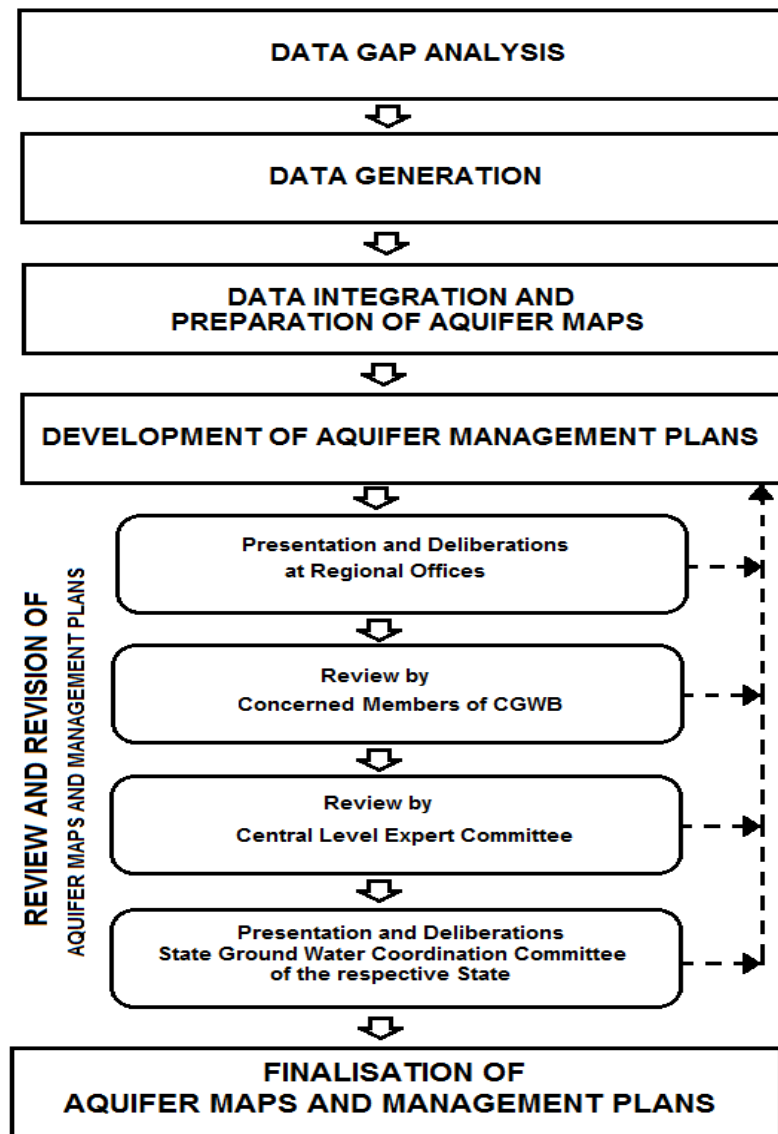 DATA GAP ANALYSIS
DATA GENERATION
DATA INTEGRATION AND
PREPARATION OF AQUIFER MAPS
DEVELOPMENT OF AQUIFER MANAGEMENT PLANS
REVIEW AND REVISION OF
AQUIFER MAPS AND MANAGEMENT PLANS
Presentation and Deliberations
at Regional Offices
Review by
Concerned Members of CGWB
Review by
Central Level Expert Committee
Presentation and Deliberations
State Ground Water Coordination Committee
of the respective State
FINALISATION OF
AQUIFER MAPS AND MANAGEMENT PLANS